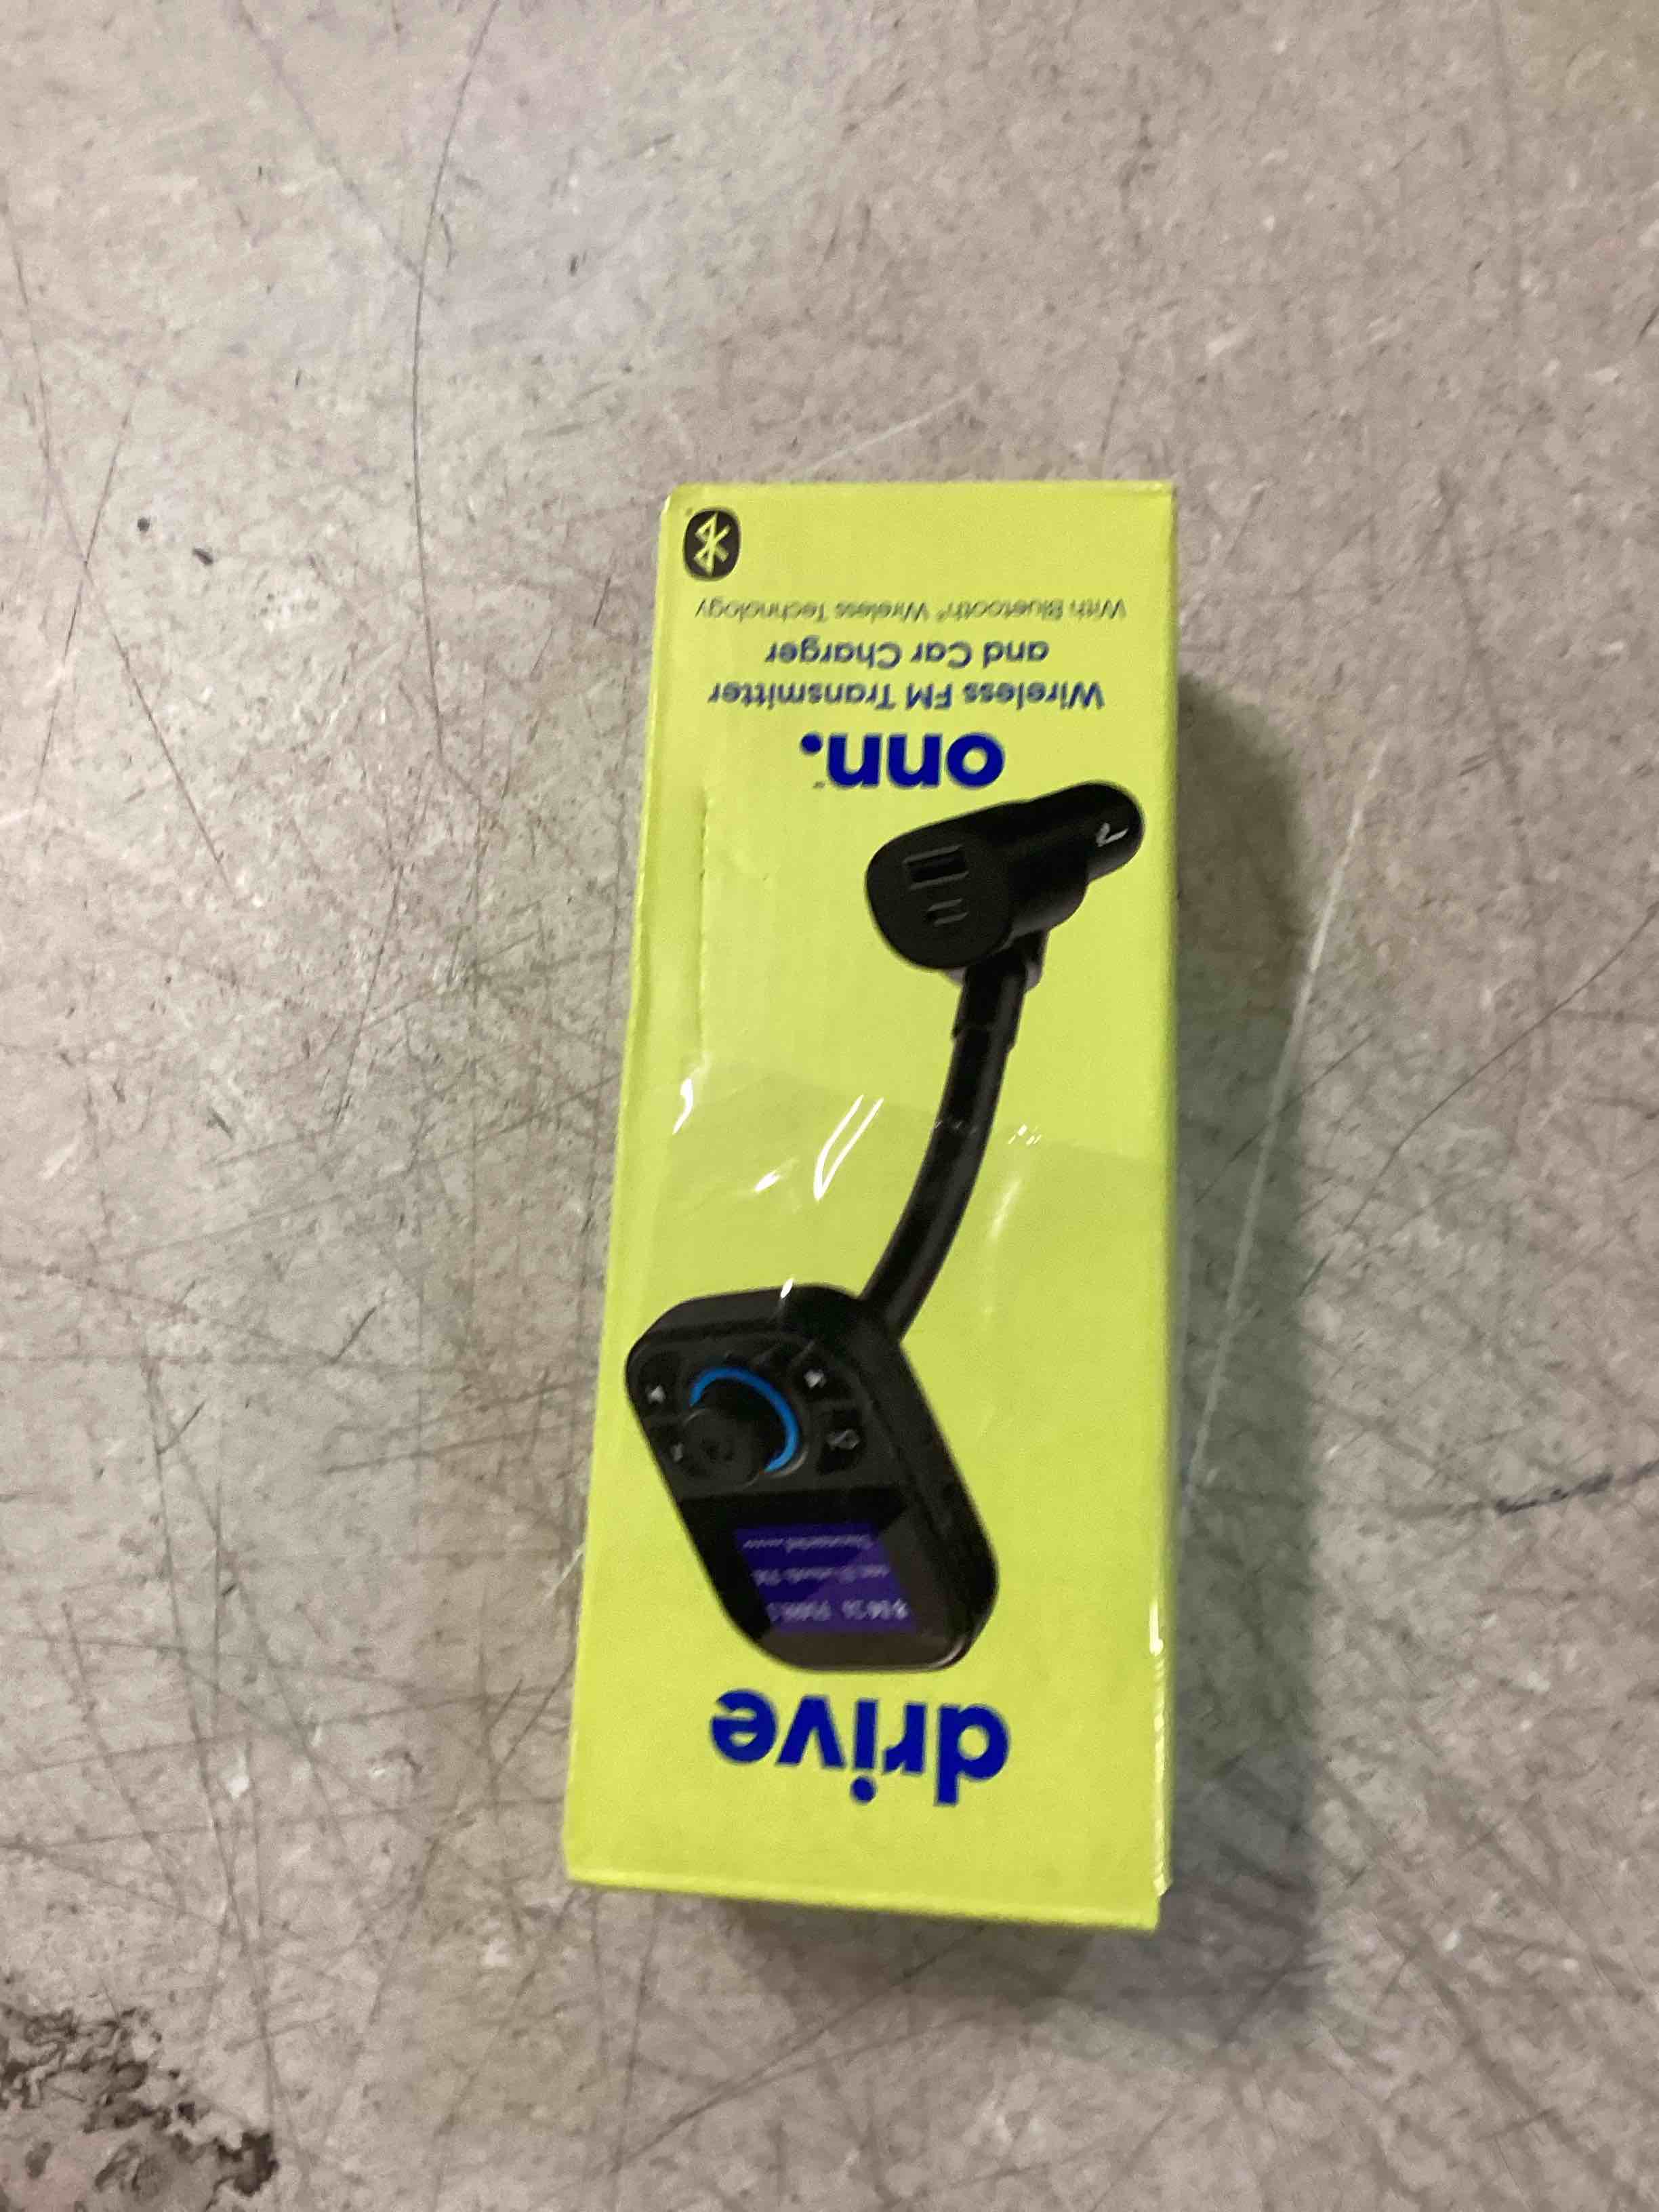 drive
onn.
Wireless FM Transmitter
and Car Charger
With Bluetooth® Wireless Technology